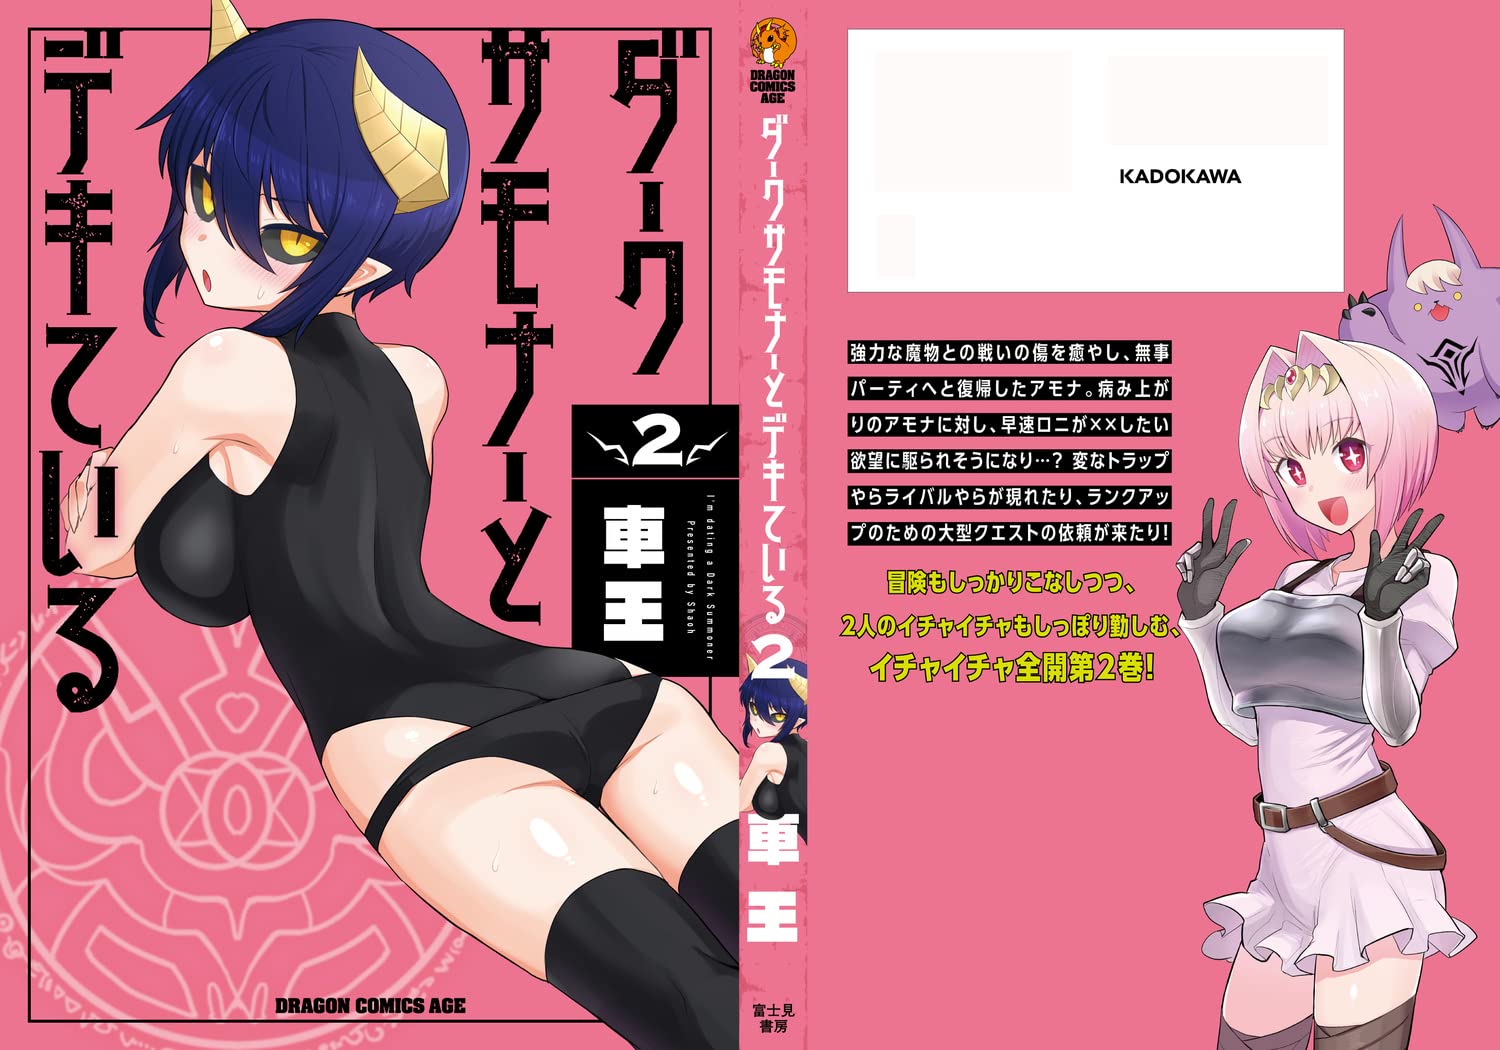 ダーク
サモナーと
デキている
2
車王
I'm dating a Dark Summoner
Presented by Shaoh
DRAGON COMICS AGE
DRAGON
COMICS
AGE
ダークサモナーとデキている
2
車王
富士見
書房
KADOKAWA
強力な魔物との戦いの傷を癒やし、無事
パーティへと復帰したアモナ。病み上が
りのアモナに対し、早速ロニが××したい
欲望に駆られそうになり…? 変なトラップ
やらライバルやらが現れたり、ランクアッ
プのための大型クエストの依頼が来たり!
冒険もしっかりこなしつつ、
2人のイチャイチャもしっぽり勤しむ、
イチャイチャ全開第2巻!